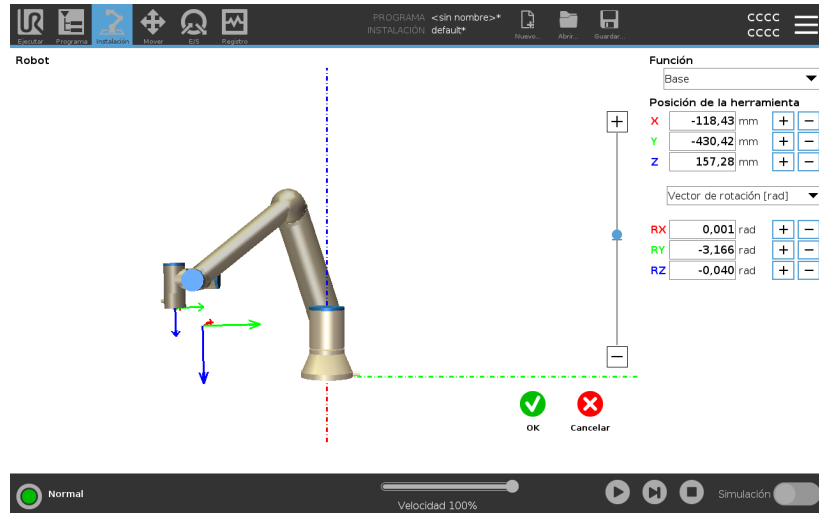 UR
Ejecutar Programa Instalación Mover E/S Registro
PROGRAMA <sin nombre>*
INSTALACIÓN default*
Nuevo... Abrir... Guardar...
cccc
cccc
Robot
Función
Base
Posición de la herramienta
X -118,43 mm + −
Y -430,42 mm + −
Z 157,28 mm + −
Vector de rotación [rad]
RX 0,001 rad + −
RY -3,166 rad + −
RZ -0,040 rad + −
+
−
OK Cancelar
Normal
Velocidad 100%
Simulación